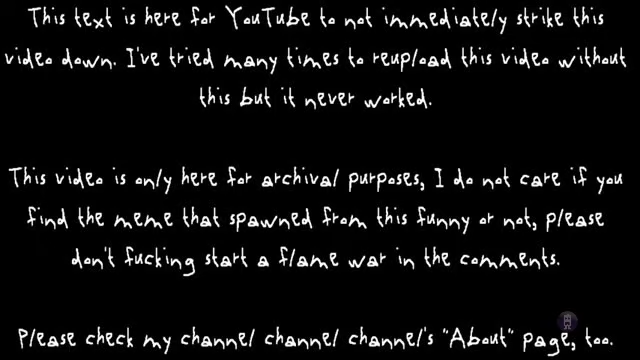 This text is here for YouTube to not immediately strike this
video down. I've tried many times to reupload this video without
this but it never worked.
This video is only here for archival purposes, I do not care if you
find the meme that spawned from this funny or not, please
don't fucking start a flame war in the comments.
Please check my channel channel channel's "About" page, too.